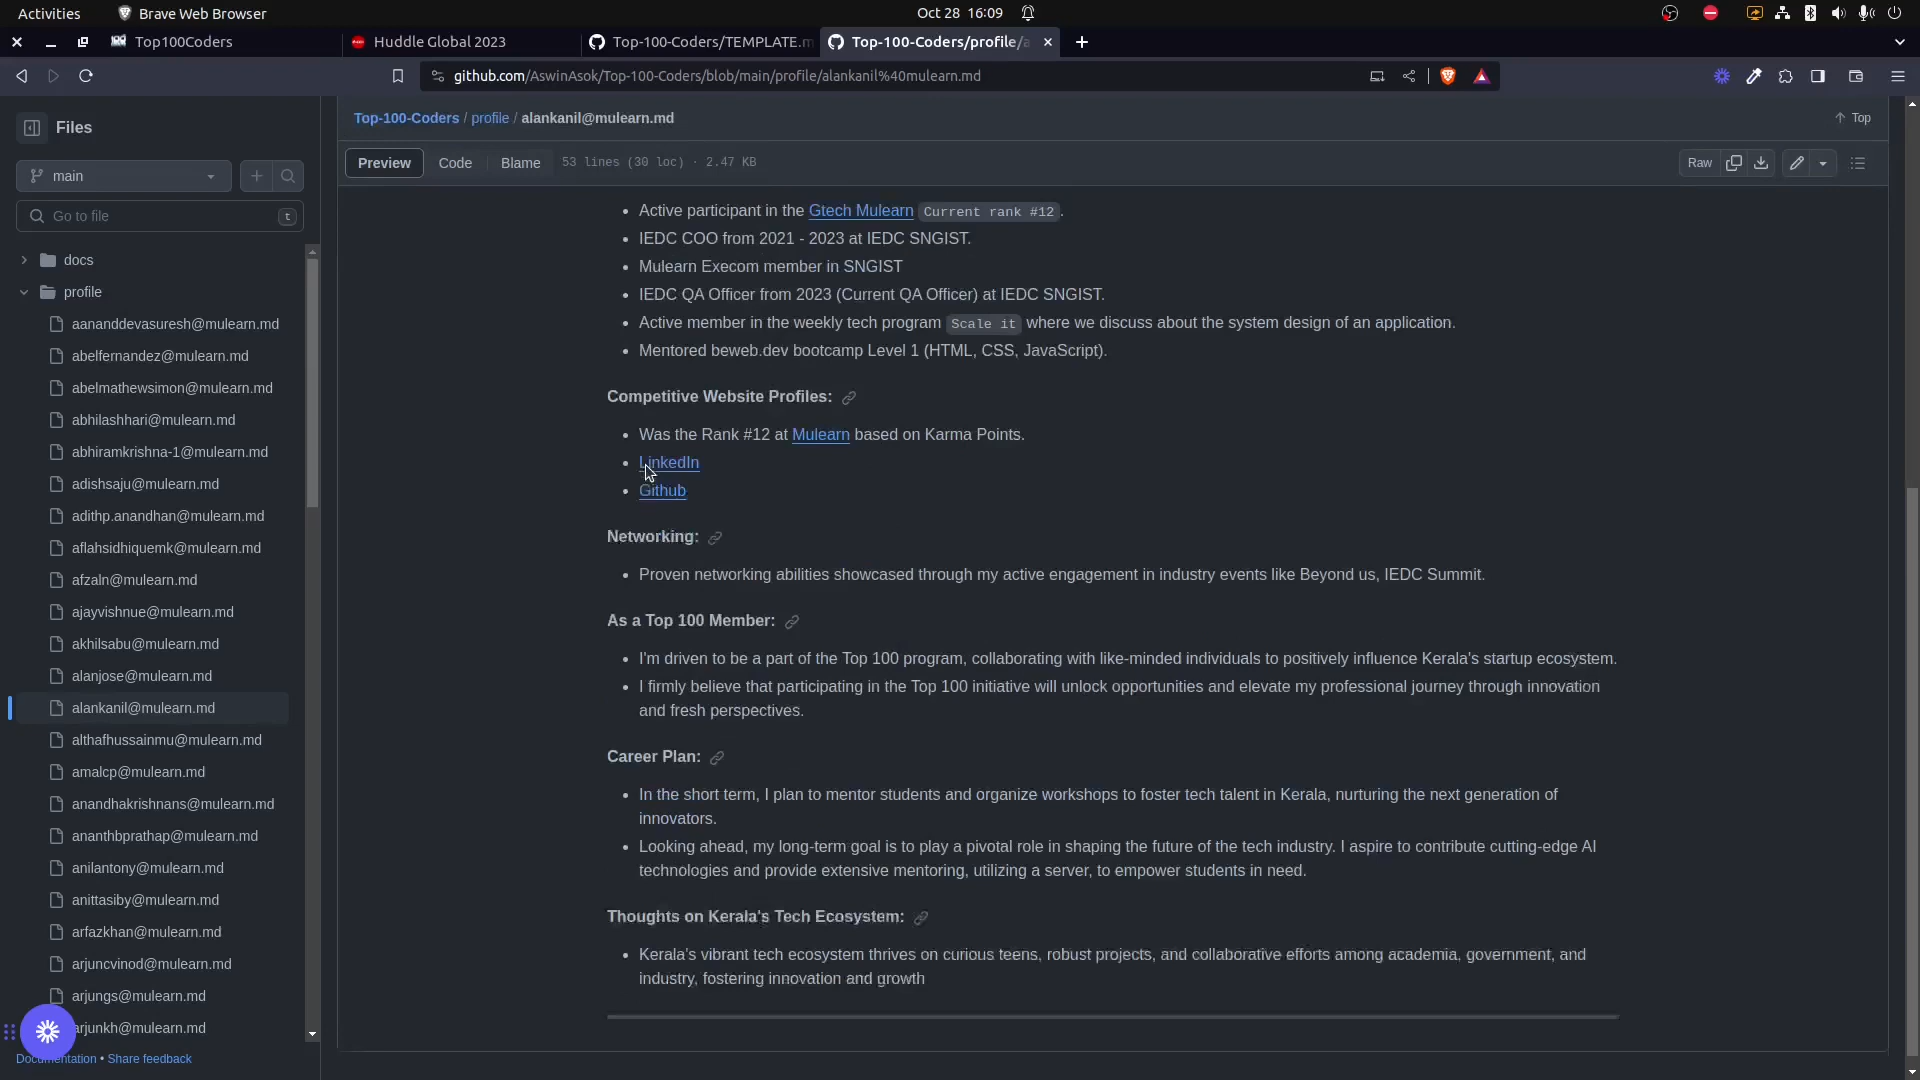 Activities
Brave Web Browser
Oct 28 16:09
Top100Coders
Huddle Global 2023
Top-100-Coders/TEMPLATE.m
Top-100-Coders/profile/a
github.com/AswinAsok/Top-100-Coders/blob/main/profile/alankanil%40mulearn.md
Files
main
Go to file
t
docs
profile
aananddevasuresh@mulearn.md
abelfernandez@mulearn.md
abelmathewsimon@mulearn.md
abhilashhari@mulearn.md
abhiramkrishna-1@mulearn.md
adishsaju@mulearn.md
adithp.anandhan@mulearn.md
aflahsidhiquemk@mulearn.md
afzaln@mulearn.md
ajayvishnue@mulearn.md
akhilsabu@mulearn.md
alanjose@mulearn.md
alankanil@mulearn.md
althafhussainmu@mulearn.md
amalcp@mulearn.md
anandhakrishnans@mulearn.md
ananthbprathap@mulearn.md
anilantony@mulearn.md
anittasiby@mulearn.md
arfazkhan@mulearn.md
arjuncvinod@mulearn.md
arjungs@mulearn.md
arjunkh@mulearn.md
Documentation • Share feedback
Top-100-Coders / profile / alankanil@mulearn.md
Top
Preview
Code
Blame
53 lines (30 loc) · 2.47 KB
Raw
Active participant in the Gtech Mulearn Current rank #12.
IEDC COO from 2021 - 2023 at IEDC SNGIST.
Mulearn Execom member in SNGIST
IEDC QA Officer from 2023 (Current QA Officer) at IEDC SNGIST.
Active member in the weekly tech program Scale it where we discuss about the system design of an application.
Mentored beweb.dev bootcamp Level 1 (HTML, CSS, JavaScript).
Competitive Website Profiles:
Was the Rank #12 at Mulearn based on Karma Points.
LinkedIn
Github
Networking:
Proven networking abilities showcased through my active engagement in industry events like Beyond us, IEDC Summit.
As a Top 100 Member:
I'm driven to be a part of the Top 100 program, collaborating with like-minded individuals to positively influence Kerala's startup ecosystem.
I firmly believe that participating in the Top 100 initiative will unlock opportunities and elevate my professional journey through innovation
and fresh perspectives.
Career Plan:
In the short term, I plan to mentor students and organize workshops to foster tech talent in Kerala, nurturing the next generation of
innovators.
Looking ahead, my long-term goal is to play a pivotal role in shaping the future of the tech industry. I aspire to contribute cutting-edge AI
technologies and provide extensive mentoring, utilizing a server, to empower students in need.
Thoughts on Kerala's Tech Ecosystem:
Kerala's vibrant tech ecosystem thrives on curious teens, robust projects, and collaborative efforts among academia, government, and
industry, fostering innovation and growth